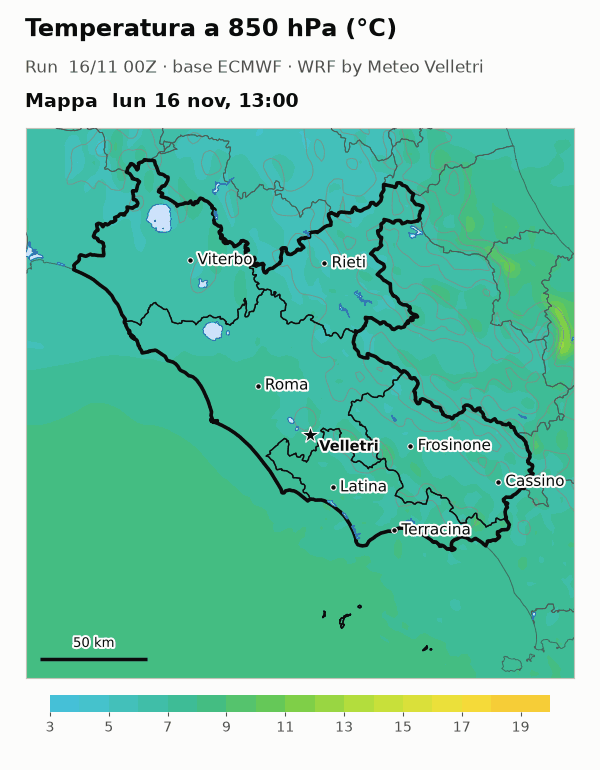 Temperatura a 850 hPa (°C)
Run  16/11 00Z · base ECMWF · WRF by Meteo Velletri
Mappa  lun 16 nov, 13:00
Viterbo
Rieti
Roma
Velletri
Frosinone
Latina
Cassino
Terracina
50 km
3 5 7 9 11 13 15 17 19